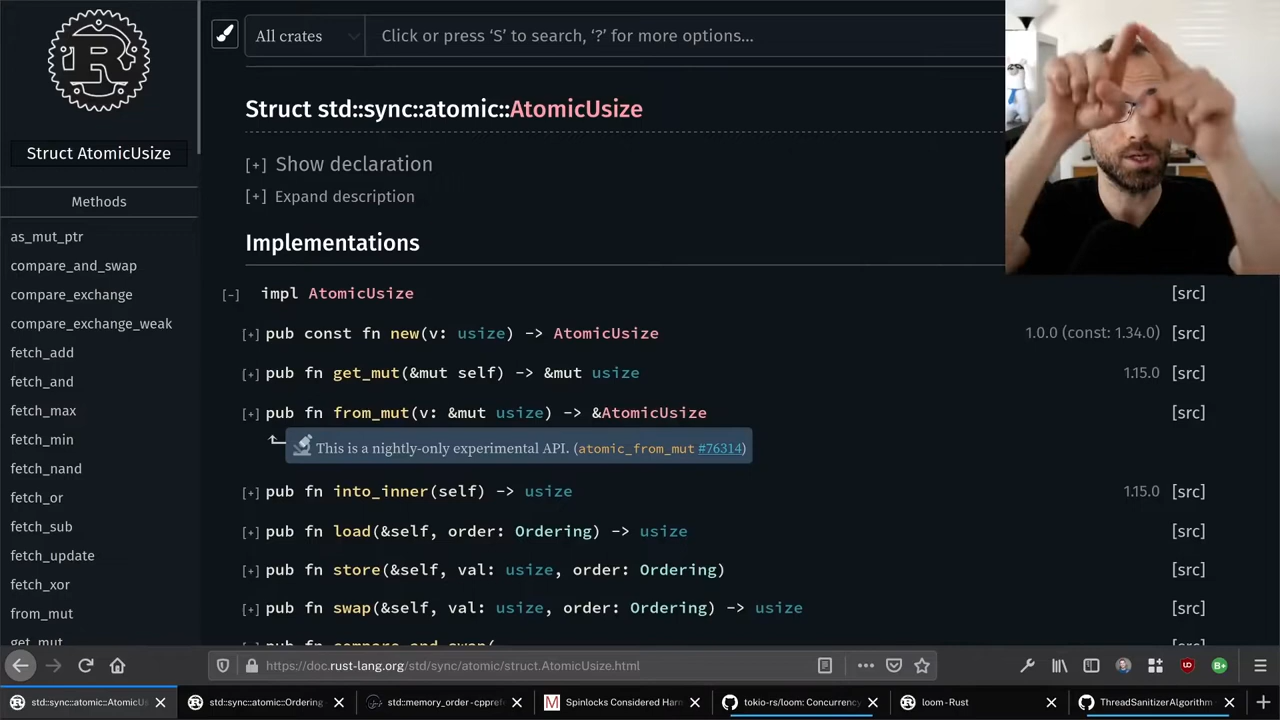 All crates
Click or press ‘S’ to search, ‘?’ for more options…
Struct AtomicUsize
Methods
as_mut_ptr
compare_and_swap
compare_exchange
compare_exchange_weak
fetch_add
fetch_and
fetch_max
fetch_min
fetch_nand
fetch_or
fetch_sub
fetch_update
fetch_xor
from_mut
get_mut
Struct std::sync::atomic::AtomicUsize
[+] Show declaration
[+] Expand description
Implementations
[-] impl AtomicUsize [src]
[+] pub const fn new(v: usize) -> AtomicUsize 1.0.0 (const: 1.34.0) [src]
[+] pub fn get_mut(&mut self) -> &mut usize 1.15.0 [src]
[+] pub fn from_mut(v: &mut usize) -> &AtomicUsize [src]
This is a nightly-only experimental API. (atomic_from_mut #76314)
[+] pub fn into_inner(self) -> usize 1.15.0 [src]
[+] pub fn load(&self, order: Ordering) -> usize [src]
[+] pub fn store(&self, val: usize, order: Ordering) [src]
[+] pub fn swap(&self, val: usize, order: Ordering) -> usize [src]
[+] pub fn compare_and_swap(
https://doc.rust-lang.org/std/sync/atomic/struct.AtomicUsize.html
std::sync::atomic::AtomicUs
std::sync::atomic::Ordering
std::memory_order - cpprefe
Spinlocks Considered Harm
tokio-rs/loom: Concurrency
loom - Rust
ThreadSanitizerAlgorithm